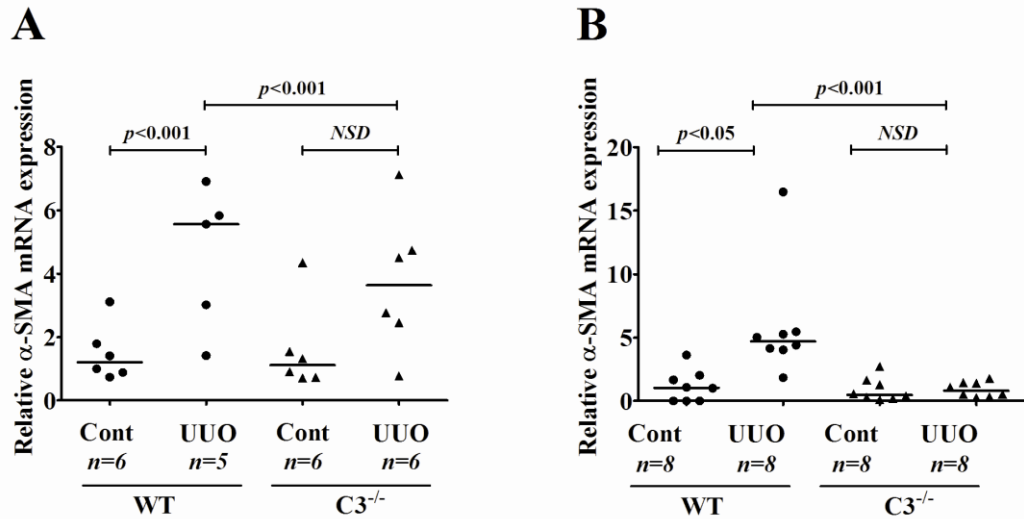 A
B
p<0.001
p<0.001
p<0.001
NSD
p<0.05
NSD
Relative α-SMA mRNA expression
8
6
4
2
0
Cont UUO Cont UUO
n=6 n=5 n=6 n=6
WT C3-/-
Relative α-SMA mRNA expression
20
15
10
5
0
Cont UUO Cont UUO
n=8 n=8 n=8 n=8
WT C3-/-